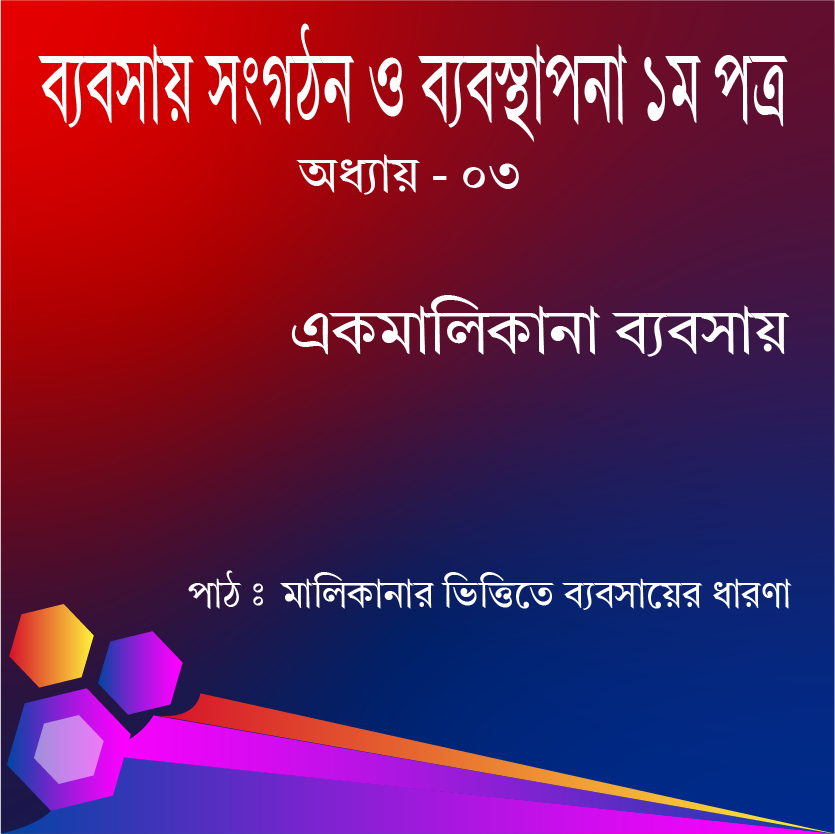 ব্যবসায় সংগঠন ও ব্যবস্থাপনা ১ম পত্র
অধ্যায় - ০৩
একমালিকানা ব্যবসায়
পাঠ ঃ মালিকানার ভিত্তিতে ব্যবসায়ের ধারণা